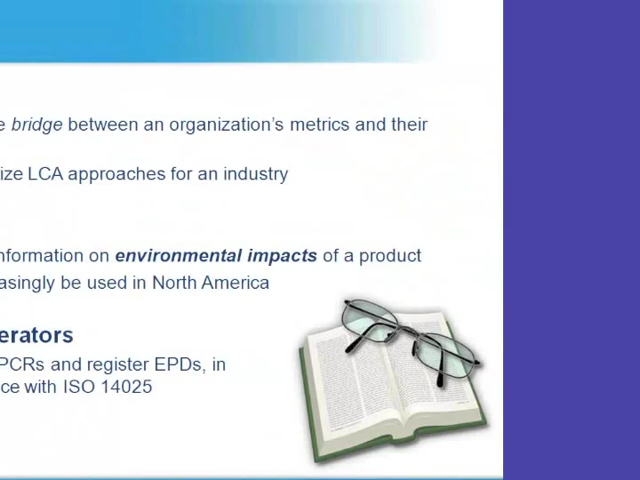 e bridge between an organization’s metrics and their
ize LCA approaches for an industry
nformation on environmental impacts of a product
asingly be used in North America
erators
PCRs and register EPDs, in
ce with ISO 14025